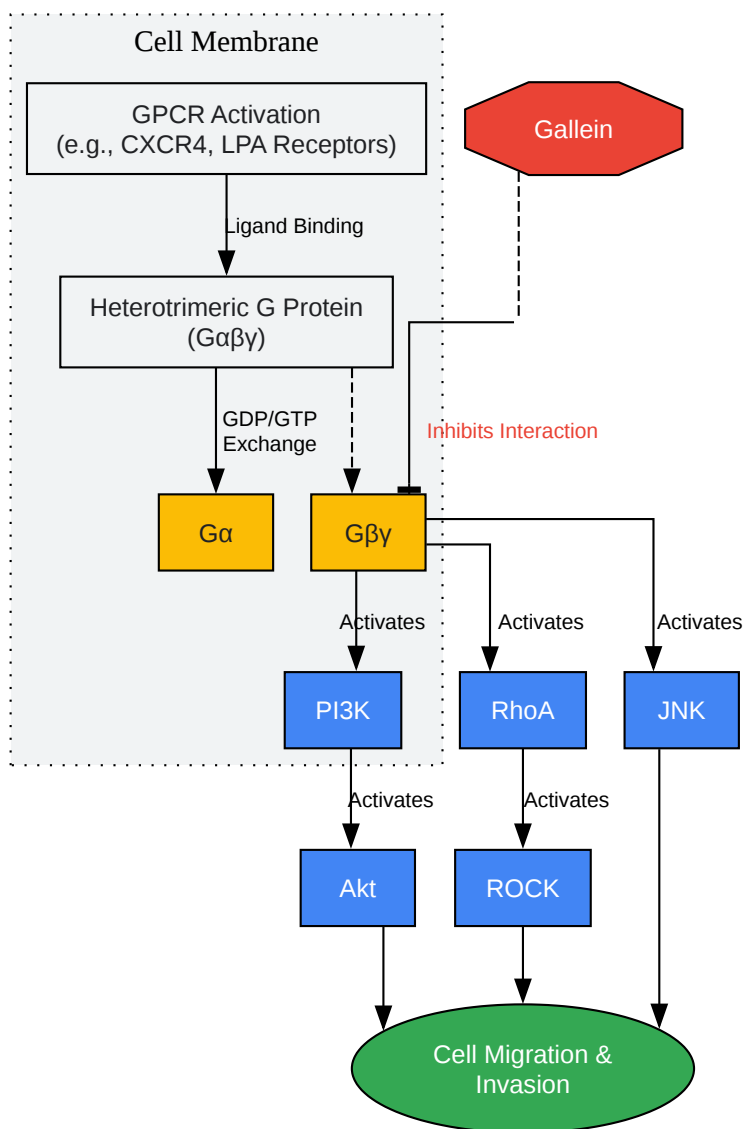 Cell Membrane
GPCR Activation
(e.g., CXCR4, LPA Receptors)
Gallein
Ligand Binding
Heterotrimeric G Protein
(Gαβγ)
GDP/GTP
Exchange
Inhibits Interaction
Gα
Gβγ
Activates
Activates
Activates
PI3K
RhoA
JNK
Activates
Activates
Akt
ROCK
Cell Migration &
Invasion